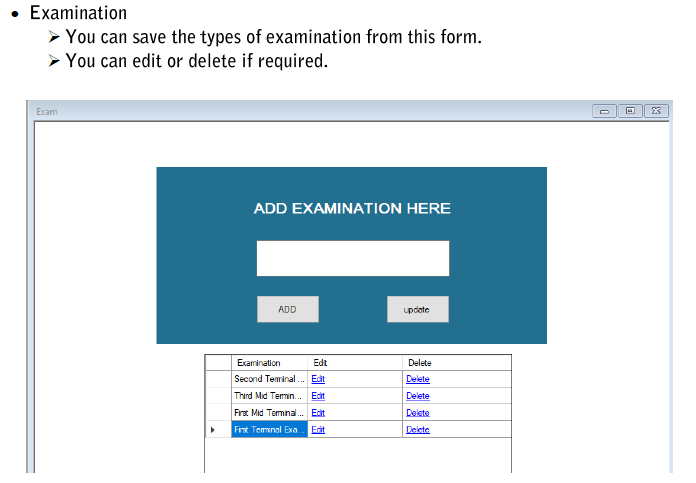 • Examination
➢ You can save the types of examination from this form.
➢ You can edit or delete if required.
Exam
ADD EXAMINATION HERE
ADD update
Examination Edit Delete
Second Terminal ... Edit Delete
Third Mid Termin... Edit Delete
First Mid Terminal... Edit Delete
First Terminal Exa... Edit Delete